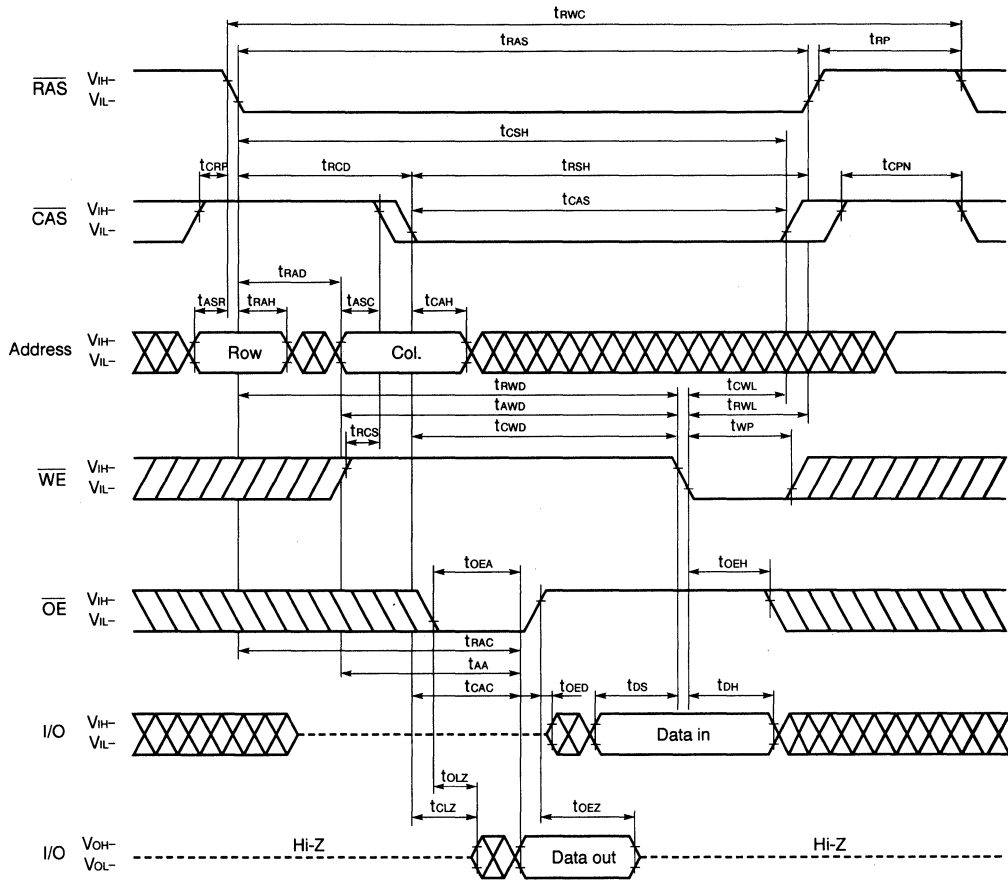 tRWC
tRAS
tRP
RAS
VIH–
VIL–
tCSH
tCRP
tRCD
tRSH
tCPN
CAS
VIH–
VIL–
tCAS
tRAD
tASR
tRAH
tASC
tCAH
Address
VIH–
VIL–
Row
Col.
tRWD
tCWL
tAWD
tRWL
tCWD
tWP
tRCS
WE
VIH–
VIL–
tOEA
tOEH
OE
VIH–
VIL–
tRAC
tAA
tCAC
tOED
tDS
tDH
I/O
VIH–
VIL–
Data in
tOLZ
tCLZ
tOEZ
I/O
VOH–
VOL–
Hi-Z
Data out
Hi-Z